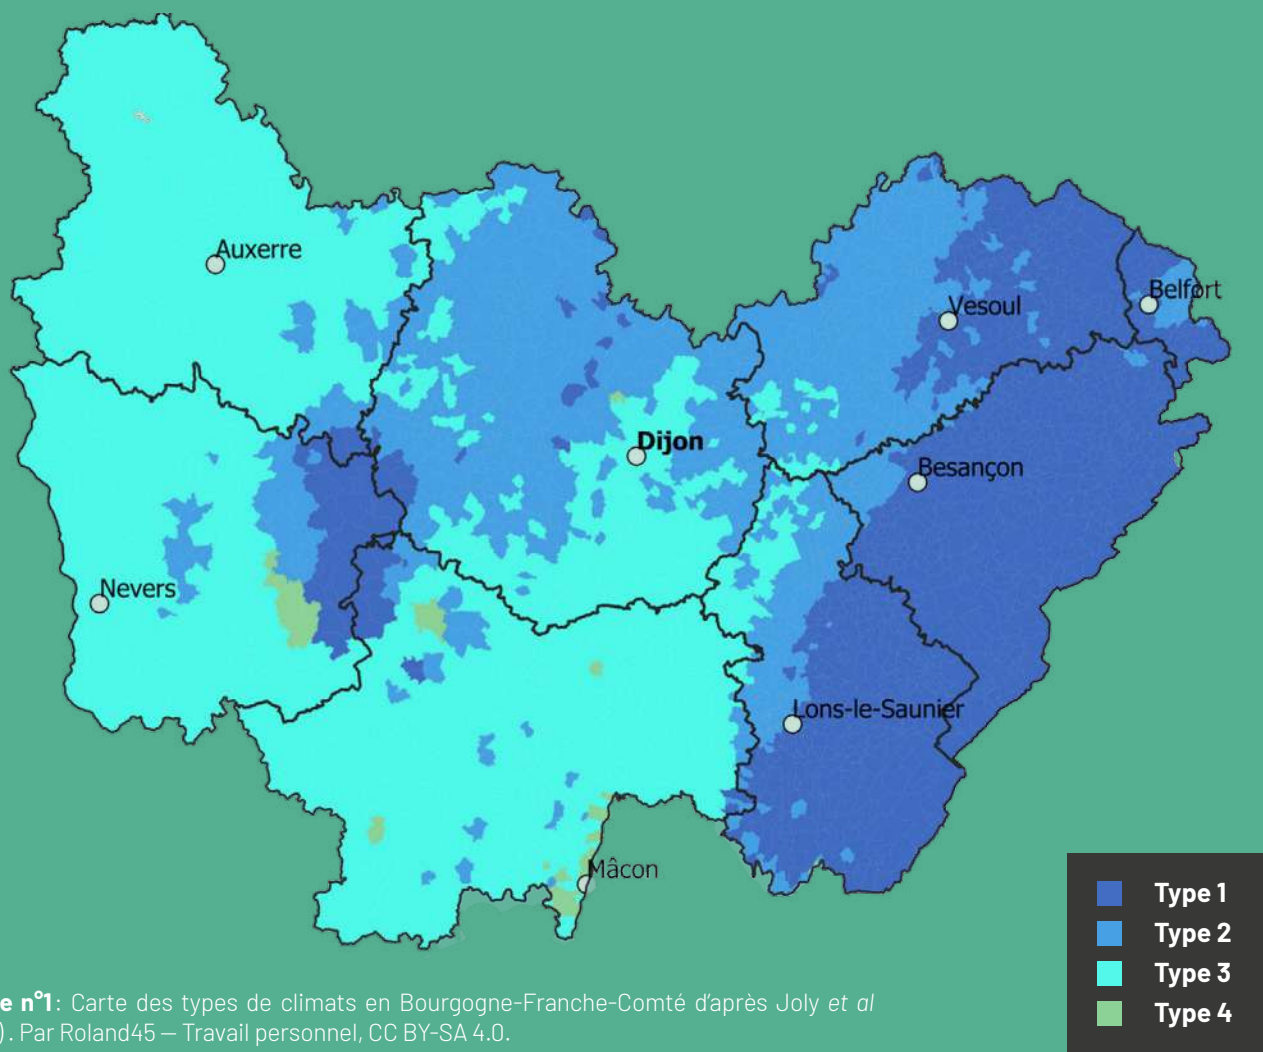 Auxerre
Belfort
Vesoul
Dijon
Besançon
Nevers
Lons-le-Saunier
Mâcon
Type 1
Type 2
Type 3
Type 4
e n°1: Carte des types de climats en Bourgogne-Franche-Comté d'après Joly et al
). Par Roland45 — Travail personnel, CC BY-SA 4.0.